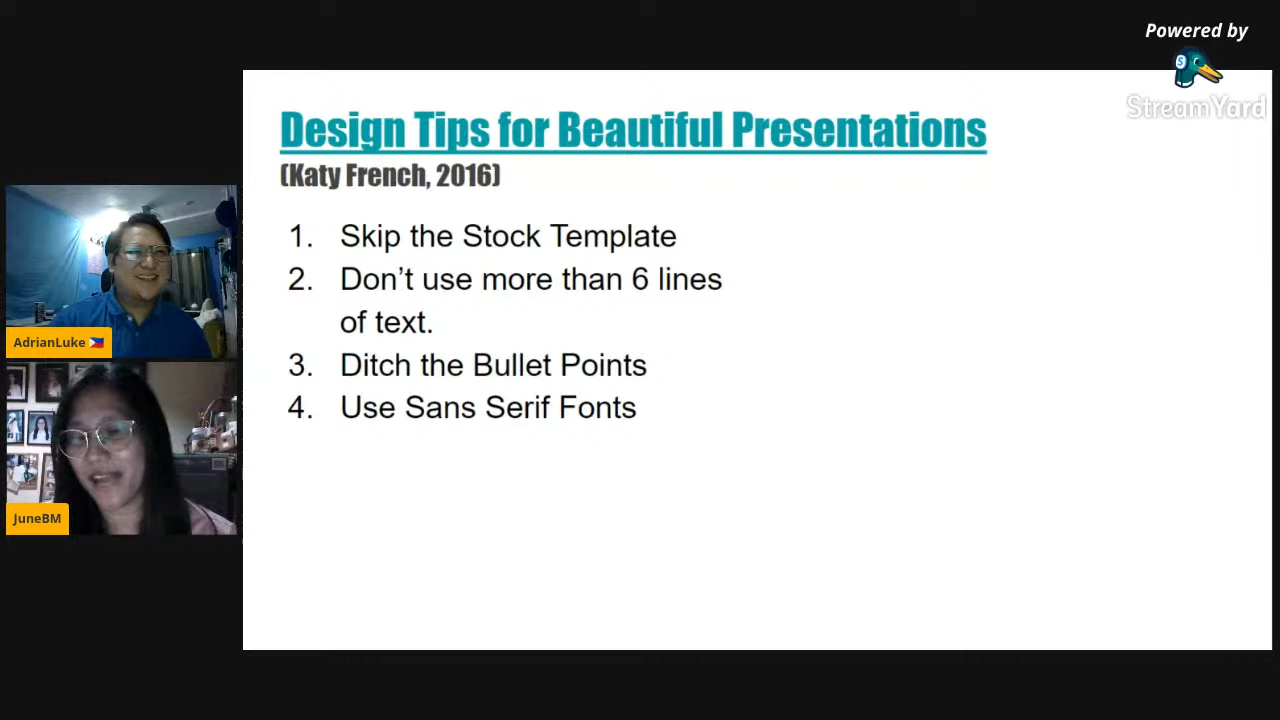 Powered by
StreamYard
Design Tips for Beautiful Presentations
(Katy French, 2016)
1. Skip the Stock Template
2. Don’t use more than 6 lines
of text.
3. Ditch the Bullet Points
4. Use Sans Serif Fonts
AdrianLuke 🇵🇭
JuneBM